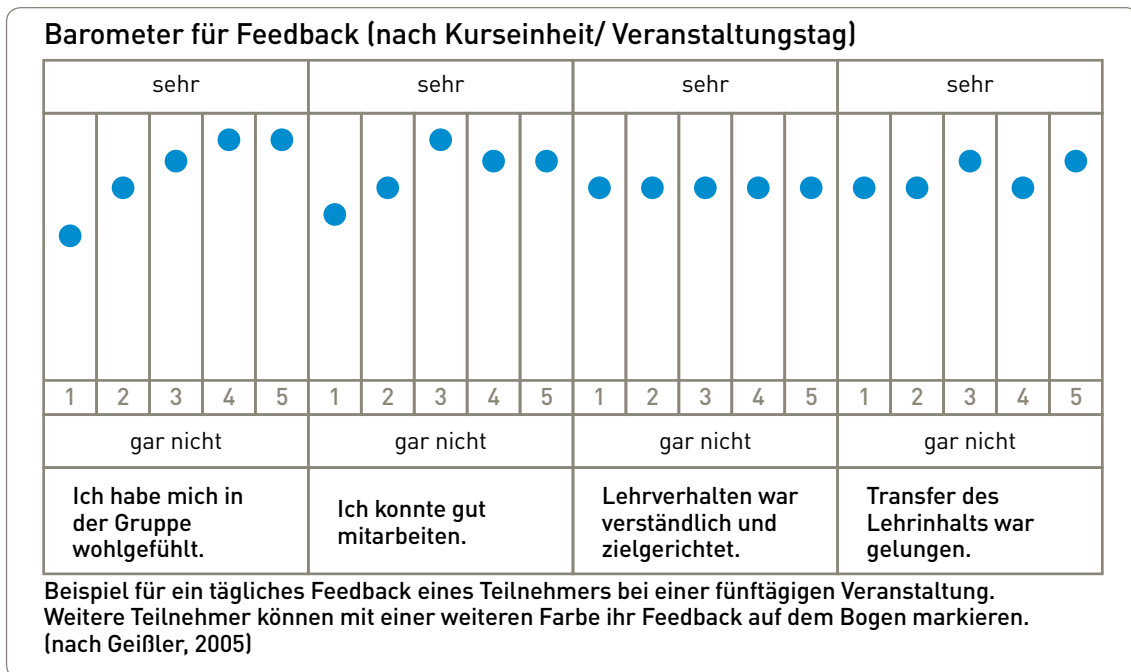 Barometer für Feedback (nach Kurseinheit/ Veranstaltungstag)
sehr sehr sehr sehr
1 2 3 4 5 1 2 3 4 5 1 2 3 4 5 1 2 3 4 5
gar nicht gar nicht gar nicht gar nicht
Ich habe mich in
der Gruppe
wohlgefühlt.
Ich konnte gut
mitarbeiten.
Lehrverhalten war
verständlich und
zielgerichtet.
Transfer des
Lehrinhalts war
gelungen.
Beispiel für ein tägliches Feedback eines Teilnehmers bei einer fünftägigen Veranstaltung.
Weitere Teilnehmer können mit einer weiteren Farbe ihr Feedback auf dem Bogen markieren.
(nach Geißler, 2005)